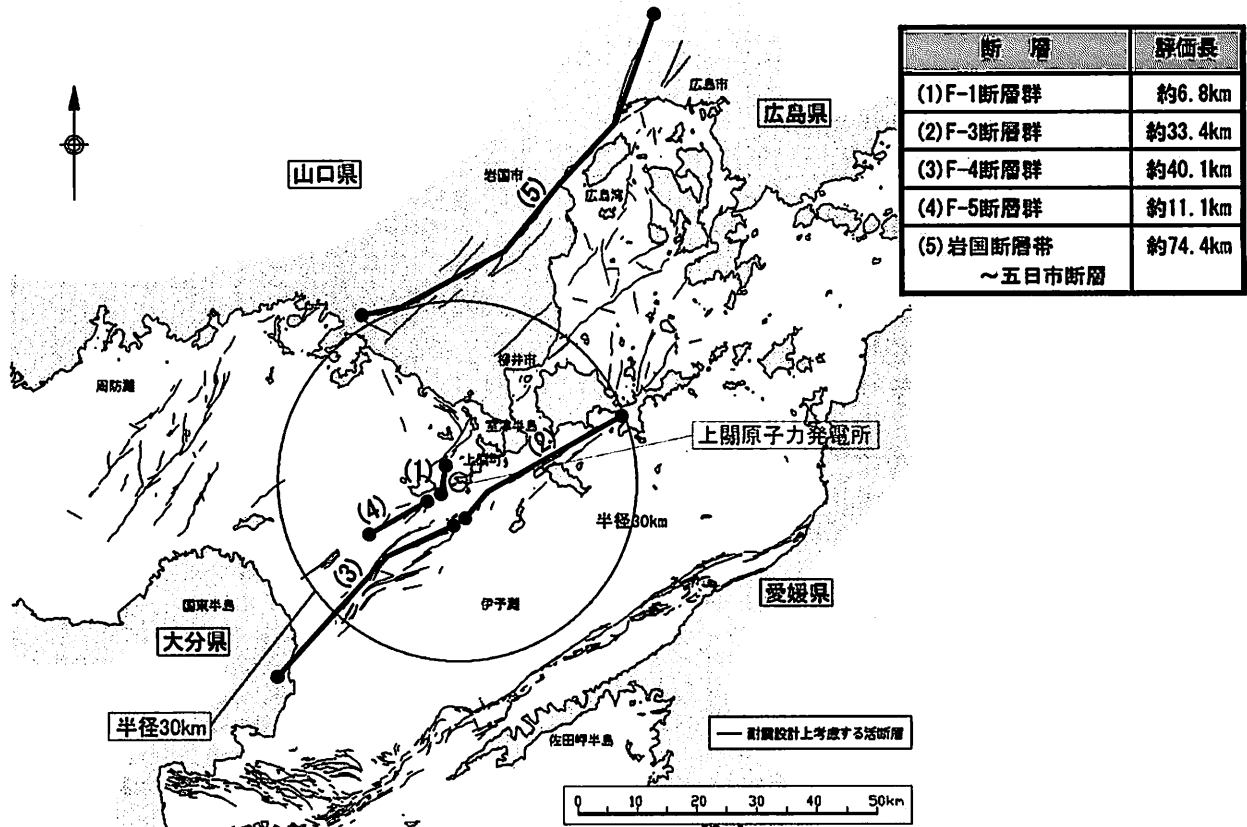 断 層 評価長
(1)F-1断層群 約6.8km
(2)F-3断層群 約33.4km
(3)F-4断層群 約40.1km
(4)F-5断層群 約11.1km
(5)岩国断層帯 約74.4km
～五日市断層
広島市
広島県
山口県
岩国市
(5)
広島湾
柳井市
周防灘
室津半島
(2)
上関原子力発電所
(1)
上関町
(4)
半径30km
(3)
国東半島
伊予灘
愛媛県
大分県
半径30km
佐田岬半島
耐震設計上考慮する活断層
0 10 20 30 40 50km